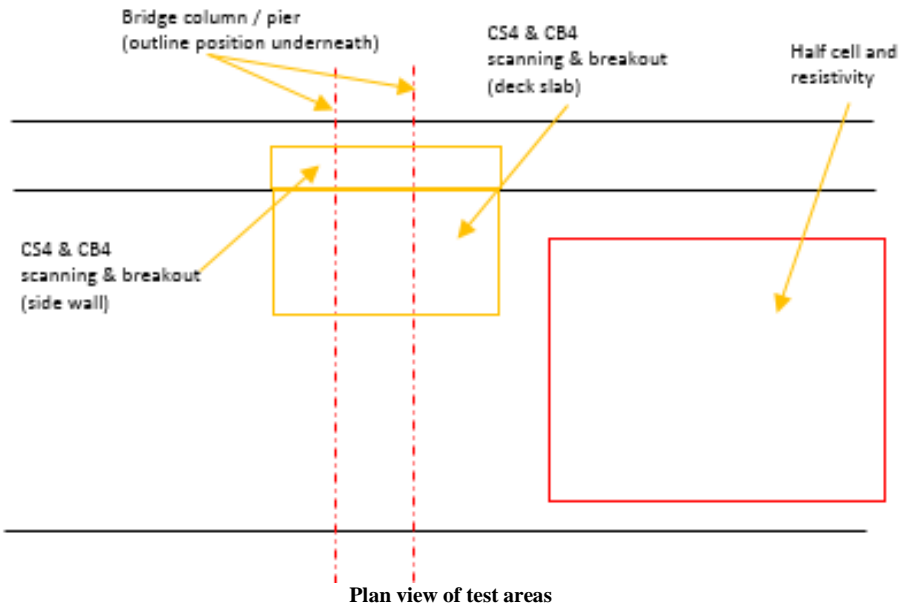 Bridge column / pier
(outline position underneath)
CS4 & CB4
scanning & breakout
(deck slab)
Half cell and
resistivity
CS4 & CB4
scanning & breakout
(side wall)
Plan view of test areas